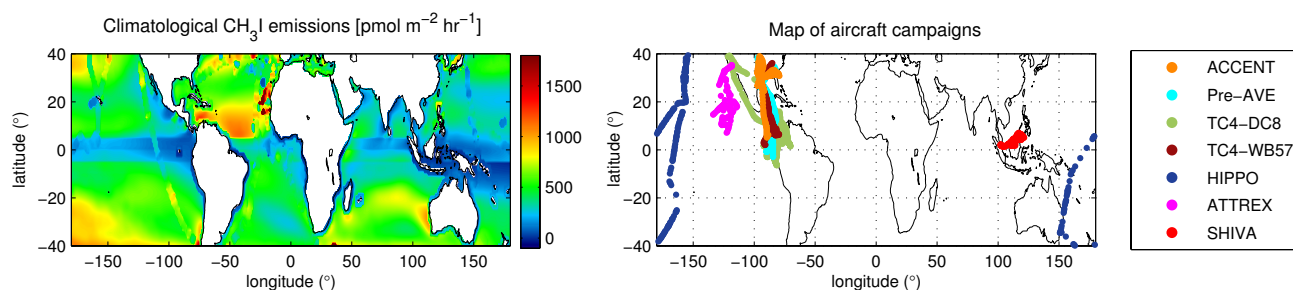 Climatological CH₃I emissions [pmol m⁻² hr⁻¹]
40
20
0
−20
−40
latitude (°)
−150
−100
−50
0
50
100
150
longitude (°)
1500
1000
500
0
Map of aircraft campaigns
40
20
0
−20
−40
latitude (°)
−150
−100
−50
0
50
100
150
longitude (°)
ACCENT
Pre−AVE
TC4−DC8
TC4−WB57
HIPPO
ATTREX
SHIVA